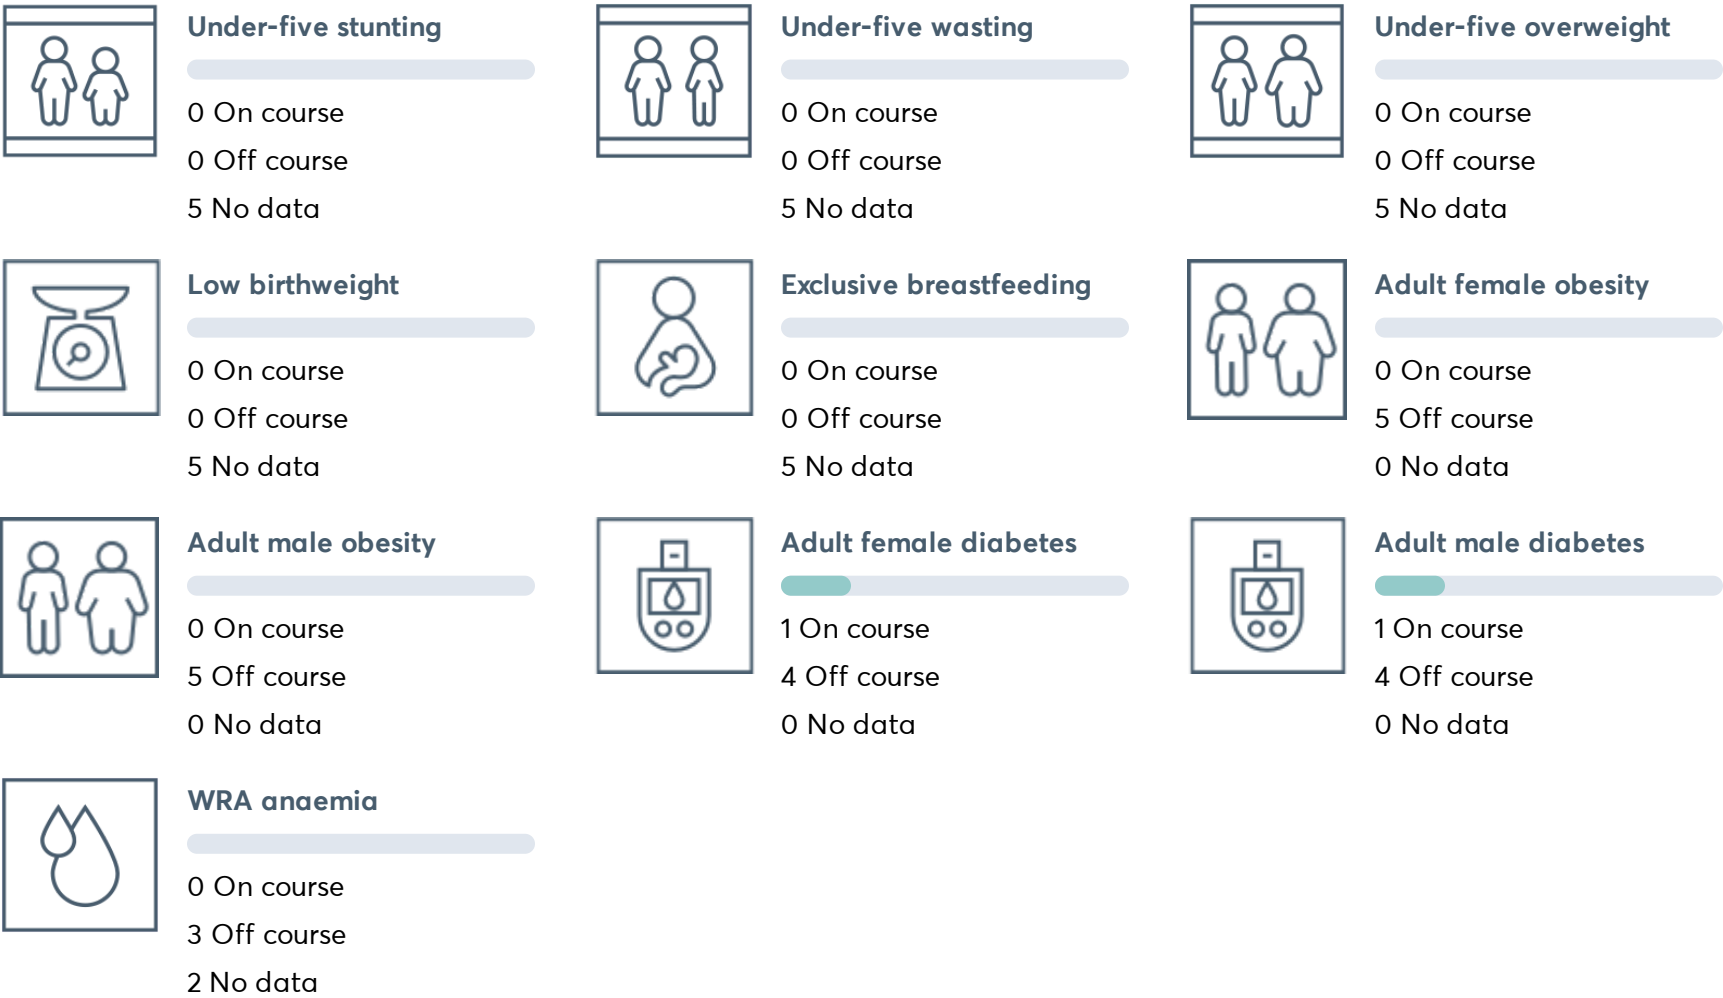 Under-five stunting
0 On course
0 Off course
5 No data
Under-five wasting
0 On course
0 Off course
5 No data
Under-five overweight
0 On course
0 Off course
5 No data
Low birthweight
0 On course
0 Off course
5 No data
Exclusive breastfeeding
0 On course
0 Off course
5 No data
Adult female obesity
0 On course
5 Off course
0 No data
Adult male obesity
0 On course
5 Off course
0 No data
Adult female diabetes
1 On course
4 Off course
0 No data
Adult male diabetes
1 On course
4 Off course
0 No data
WRA anaemia
0 On course
3 Off course
2 No data